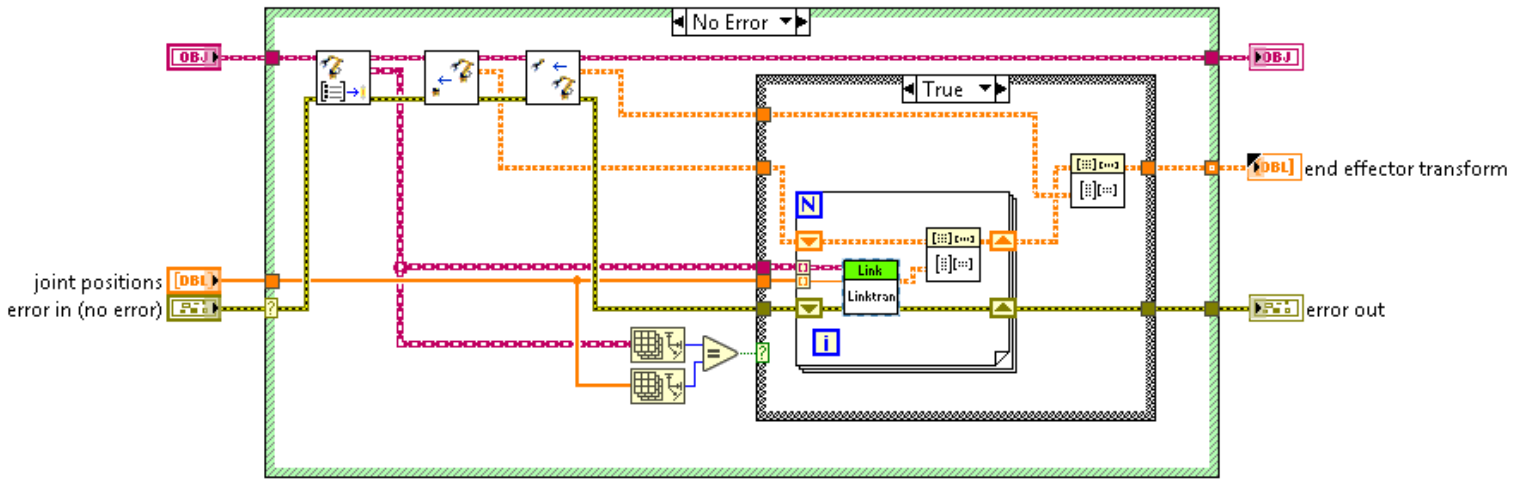 No Error
OBJ
OBJ
True
DBL]
end effector transform
N
Link
Linktran
joint positions
[DBL
error in (no error)
?
error out
i
=
?